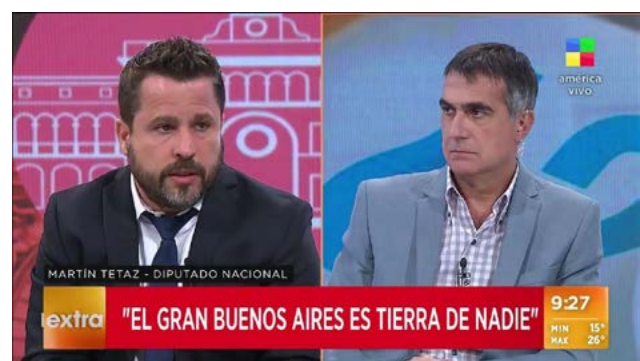 américa
VIVO
MARTÍN TETAZ - DIPUTADO NACIONAL
extra
"EL GRAN BUENOS AIRES ES TIERRA DE NADIE"
9:27
MIN 15°
MAX 26°